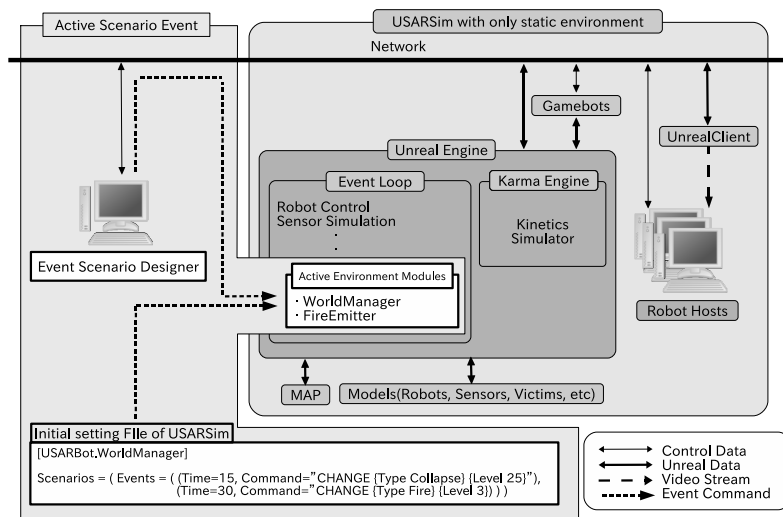 Active Scenario Event
USARSim with only static environment
Network
Gamebots
UnrealClient
Unreal Engine
Event Loop
Karma Engine
Robot Control
Sensor Simulation
.
.
Kinetics
Simulator
Event Scenario Designer
Active Environment Modules
· WorldManager
· FireEmitter
Robot Hosts
MAP
Models(Robots, Sensors, Victims, etc)
Initial setting FIle of USARSim
[USARBot.WorldManager]
Scenarios = ( Events = ( (Time=15, Command="CHANGE {Type Collapse} {Level 25}"),
(Time=30, Command="CHANGE {Type Fire} {Level 3}) ) )
Control Data
Unreal Data
Video Stream
Event Command